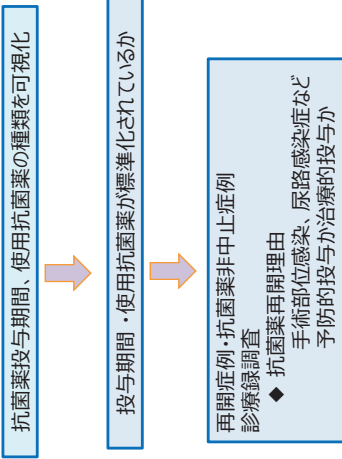 抗菌薬投与期間、使用抗菌薬の種類を可視化
投与期間・使用抗菌薬が標準化されているか
再開症例・抗菌薬非中止症例
診療録調査
◆ 抗菌薬再開理由
手術部位感染、尿路感染症など
予防的投与か治療的投与か